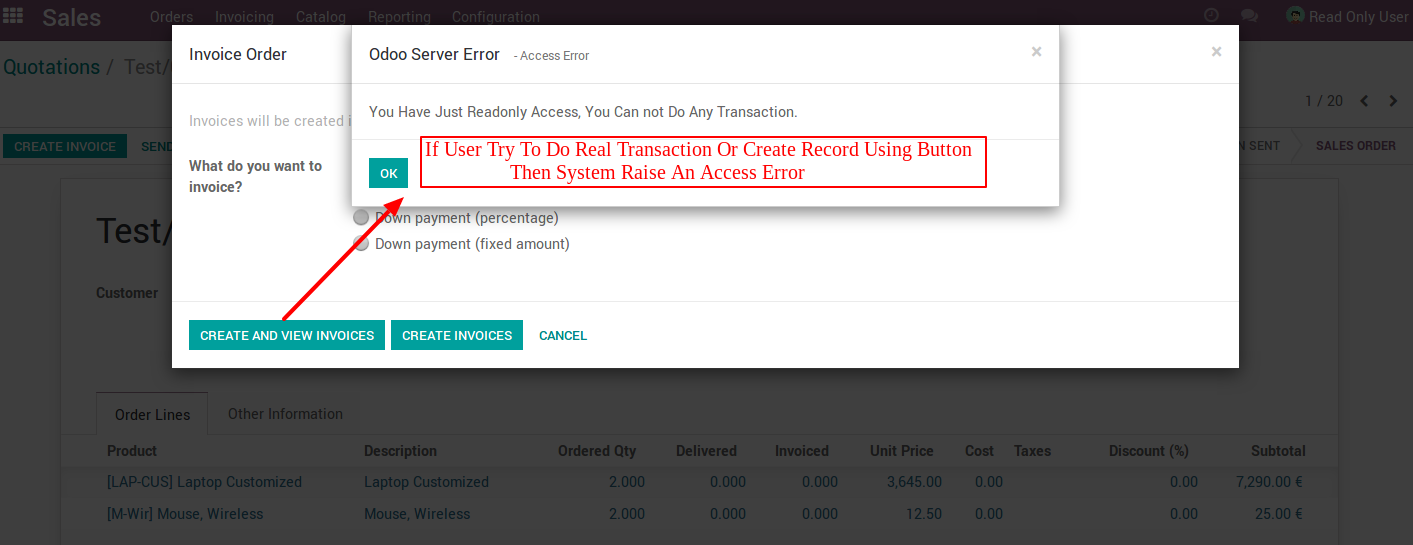 Sales
Orders Invoicing Catalog Reporting Configuration
Read Only User
Quotations / Test/
1 / 20
CREATE INVOICE
SALES ORDER
Invoice Order
Odoo Server Error - Access Error
×
×
You Have Just Readonly Access, You Can not Do Any Transaction.
If User Try To Do Real Transaction Or Create Record Using Button
Then System Raise An Access Error
OK
Invoices will be created
What do you want to
invoice?
Down payment (percentage)
Down payment (fixed amount)
CREATE AND VIEW INVOICES CREATE INVOICES CANCEL
Test/
Customer
Order Lines Other Information
Product Description Ordered Qty Delivered Invoiced Unit Price Cost Taxes Discount (%) Subtotal
[LAP-CUS] Laptop Customized Laptop Customized 2.000 0.000 0.000 3,645.00 0.00 0.00 7,290.00 €
[M-Wir] Mouse, Wireless Mouse, Wireless 2.000 0.000 0.000 12.50 0.00 0.00 25.00 €